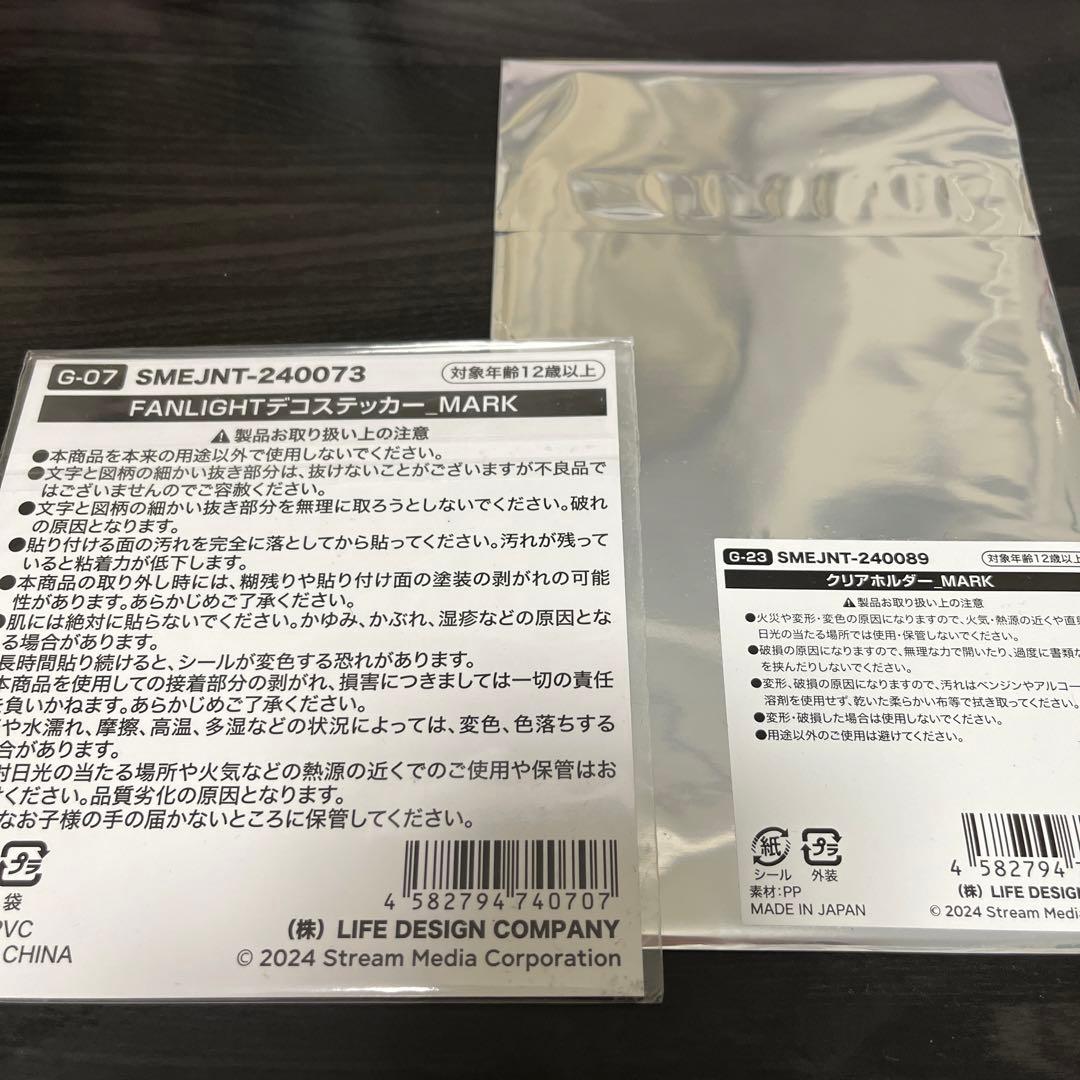 G-07 SMEJNT-240073 対象年齢12歳以上
FANLIGHTデコステッカー_MARK
⚠製品お取り扱い上の注意
●本商品を本来の用途以外で使用しないでください。
●文字と図柄の細かい抜き部分は、抜けないことがございますが不良品で
はございませんのでご容赦ください。
●文字と図柄の細かい抜き部分を無理に取ろうとしないでください。破れ
の原因となります。
●貼り付ける面の汚れを完全に落としてから貼ってください。汚れが残って
いると粘着力が低下します。
●本商品の取り外し時には、糊残りや貼り付け面の塗装の剥がれの可能
性があります。あらかじめご了承ください。
●肌には絶対に貼らないでください。かゆみ、かぶれ、湿疹などの原因とな
る場合があります。
長時間貼り続けると、シールが変色する恐れがあります。
本商品を使用しての接着部分の剥がれ、損害につきましては一切の責任
を負いかねます。あらかじめご了承ください。
や水濡れ、摩擦、高温、多湿などの状況によっては、変色、色落ちする
合があります。
射日光の当たる場所や火気などの熱源の近くでのご使用や保管はお
ください。品質劣化の原因となります。
なお子様の手の届かないところに保管してください。
プラ
袋
PVC
CHINA
4 582794 740707
(株) LIFE DESIGN COMPANY
© 2024 Stream Media Corporation
G-23 SMEJNT-240089 対象年齢12歳以上
クリアホルダー_MARK
⚠製品お取り扱い上の注意
●火災や変形・変色の原因になりますので、火気・熱源の近くや直射
日光の当たる場所では使用・保管しないでください。
●破損の原因になりますので、無理な力で開いたり、過度に書類な
を挟んだりしないでください。
●変形、破損の原因になりますので、汚れはベンジンやアルコー
溶剤を使用せず、乾いた柔らかい布等で拭き取ってください。
●変形・破損した場合は使用しないでください。
●用途以外のご使用は避けてください。
紙 プラ
シール 外装
素材:PP
MADE IN JAPAN
4 582794
(株) LIFE DESIGN
© 2024 Stream Media